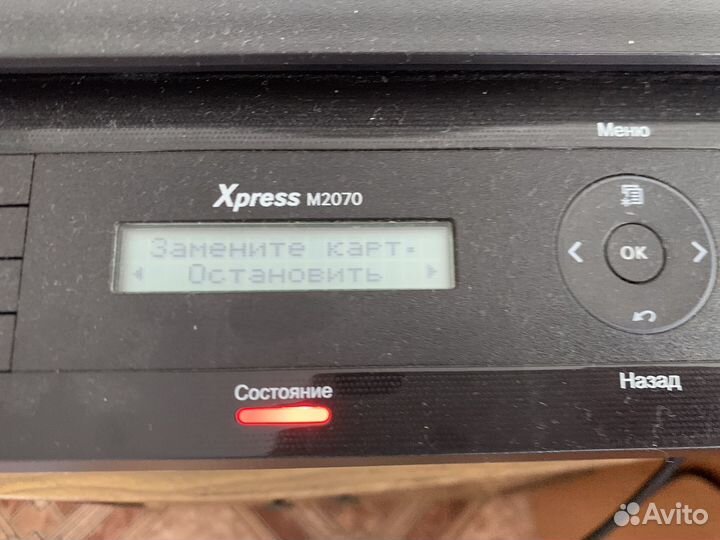 Меню
Xpress M2070
Замените карт.
Остановить
OK
Состояние
Назад
Avito